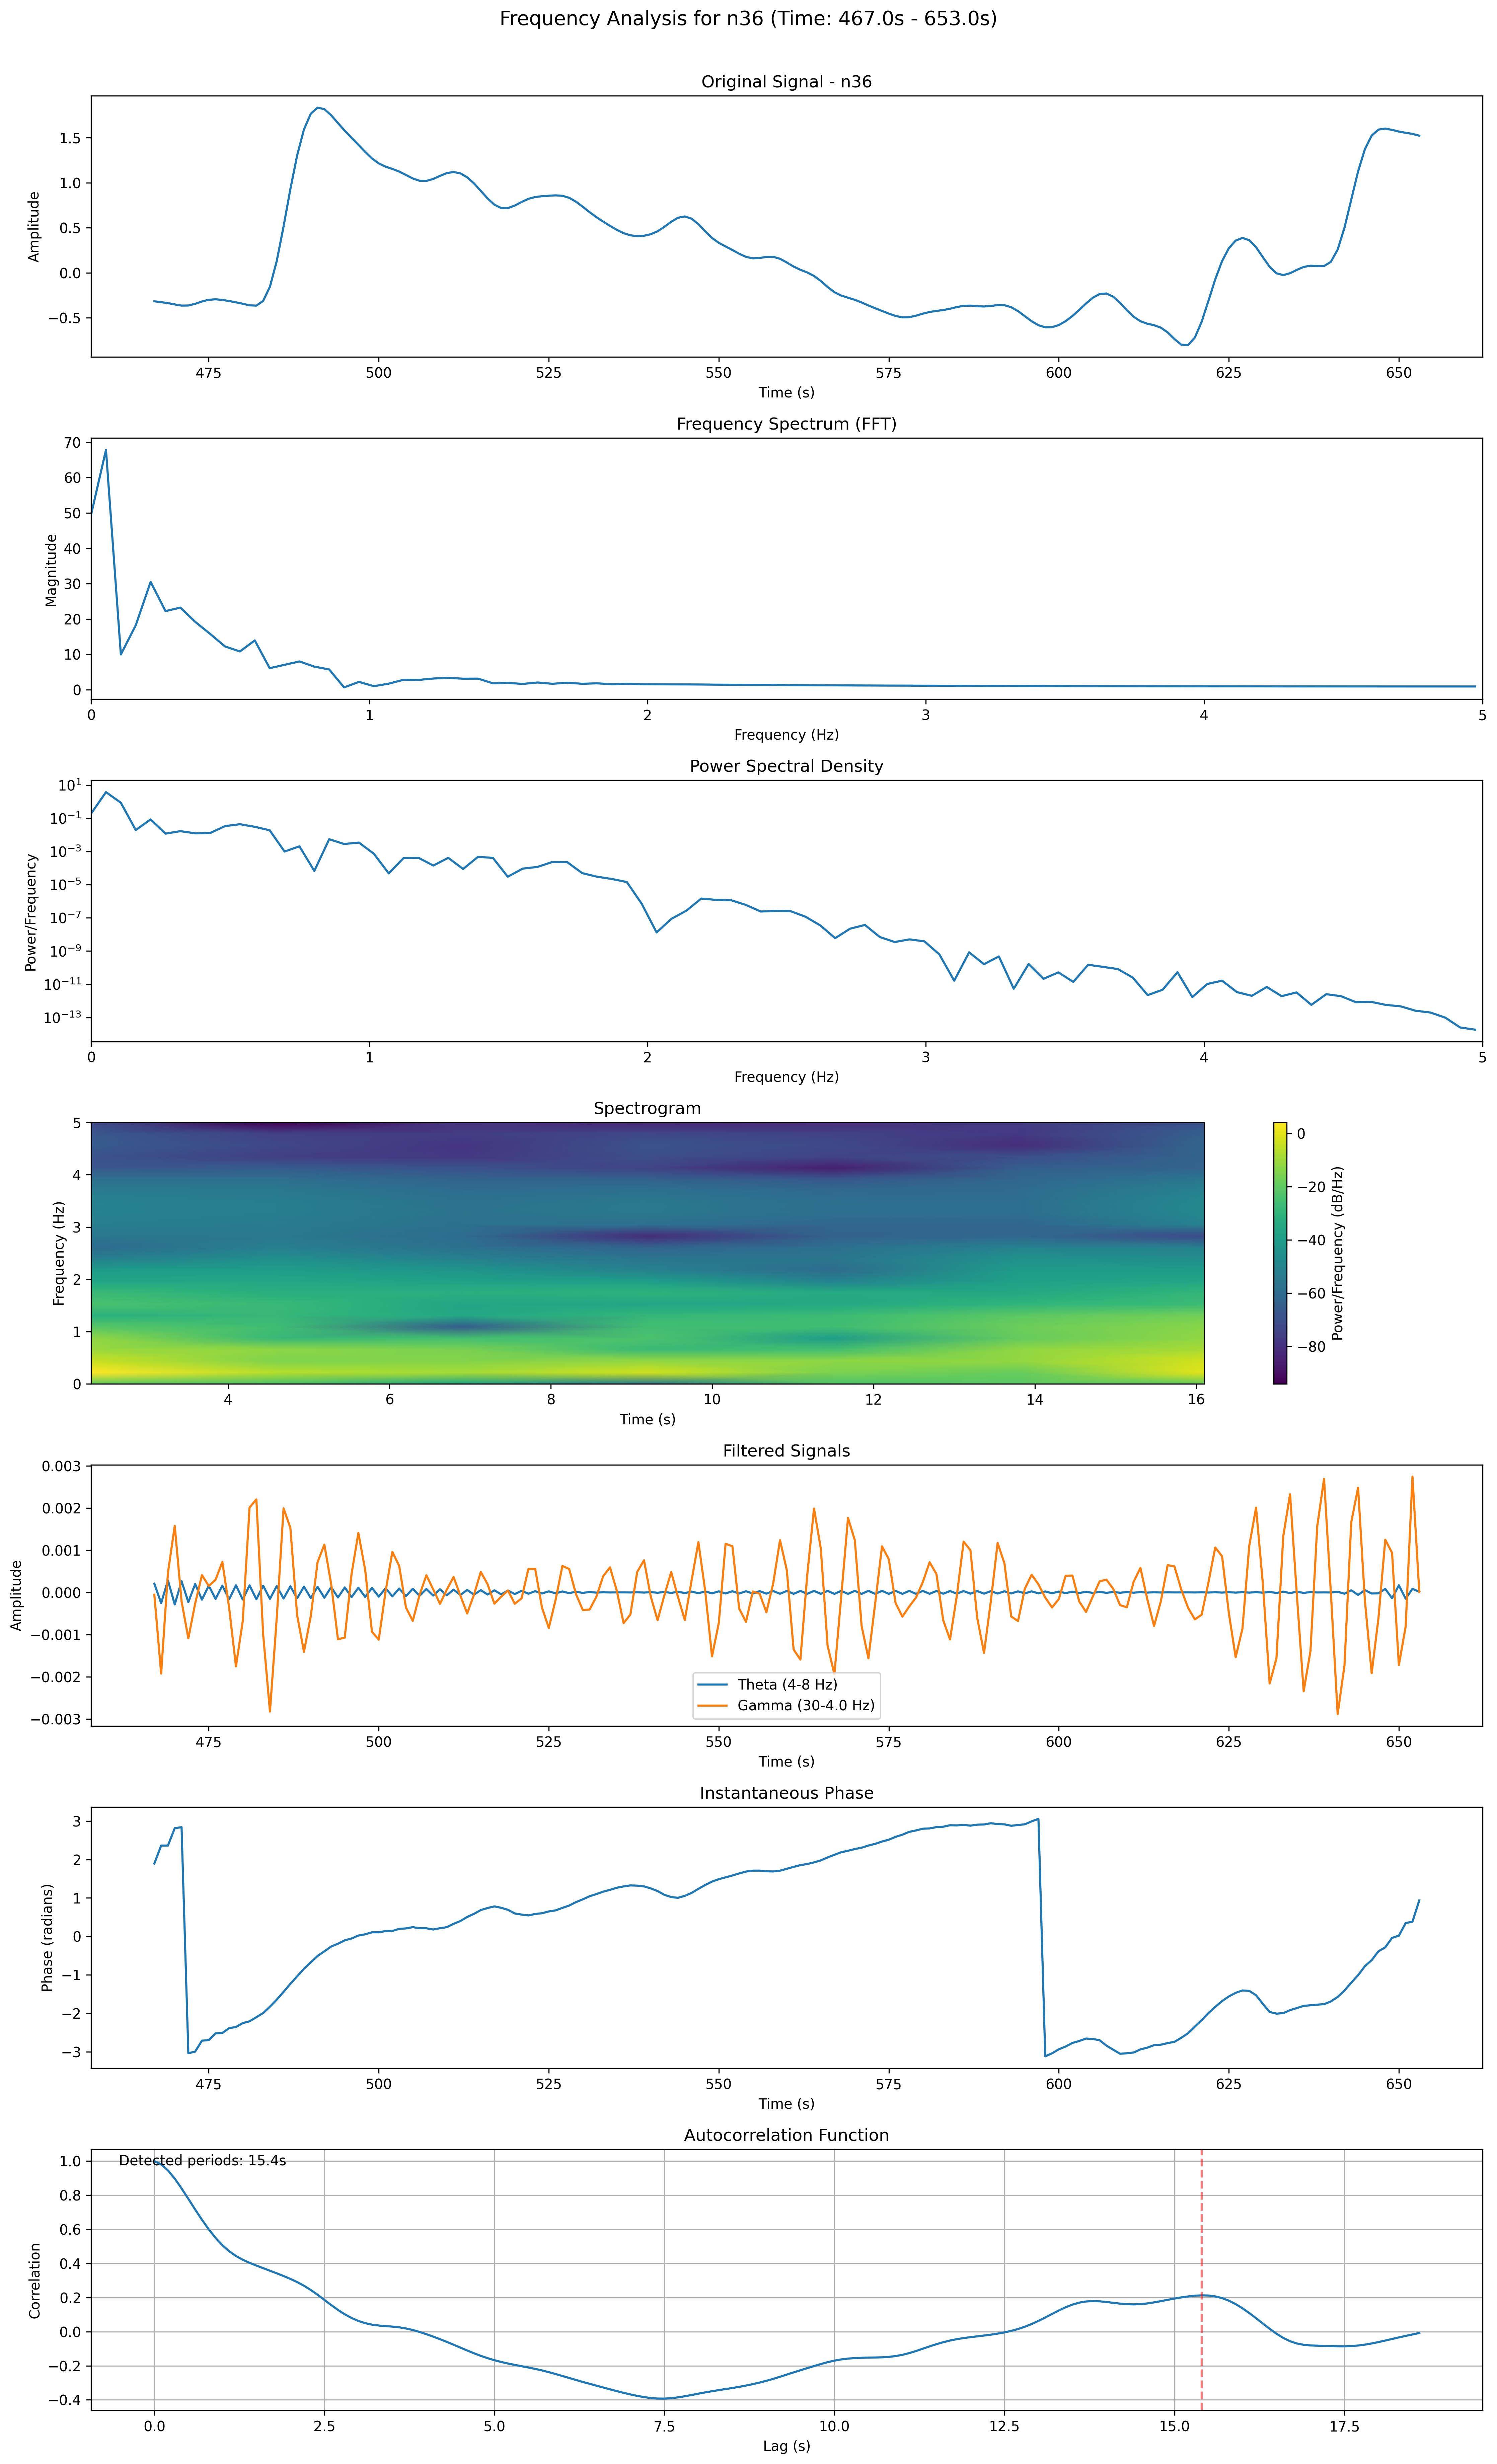 Frequency Analysis for n36 (Time: 467.0s - 653.0s)
Original Signal - n36
Amplitude
1.5
1.0
0.5
0.0
−0.5
475 500 525 550 575 600 625 650
Time (s)
Frequency Spectrum (FFT)
Magnitude
70
60
50
40
30
20
10
0
0 1 2 3 4 5
Frequency (Hz)
Power Spectral Density
Power/Frequency
10^1
10^−1
10^−3
10^−5
10^−7
10^−9
10^−11
10^−13
0 1 2 3 4 5
Frequency (Hz)
Spectrogram
Frequency (Hz)
5
4
3
2
1
0
4 6 8 10 12 14 16
Time (s)
0
−20
−40
−60
−80
Power/Frequency (dB/Hz)
Filtered Signals
Amplitude
0.003
0.002
0.001
0.000
−0.001
−0.002
−0.003
Theta (4-8 Hz)
Gamma (30-4.0 Hz)
475 500 525 550 575 600 625 650
Time (s)
Instantaneous Phase
Phase (radians)
3
2
1
0
−1
−2
−3
475 500 525 550 575 600 625 650
Time (s)
Autocorrelation Function
Detected periods: 15.4s
Correlation
1.0
0.8
0.6
0.4
0.2
0.0
−0.2
−0.4
0.0 2.5 5.0 7.5 10.0 12.5 15.0 17.5
Lag (s)